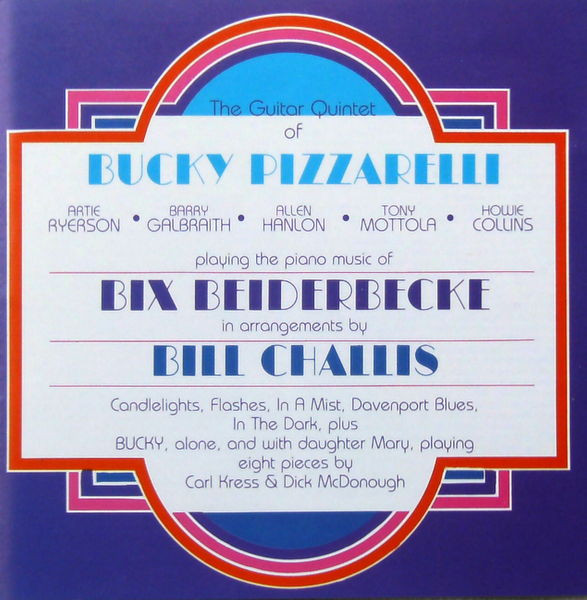 The Guitar Quintet
of
BUCKY PIZZARELLI
ARTIE RYERSON • BARRY GALBRAITH • ALLEN HANLON • TONY MOTTOLA • HOWIE COLLINS
playing the piano music of
BIX BEIDERBECKE
in arrangements by
BILL CHALLIS
Candlelights, Flashes, In A Mist, Davenport Blues,
In The Dark, plus
BUCKY, alone, and with daughter Mary, playing
eight pieces by
Carl Kress & Dick McDonough